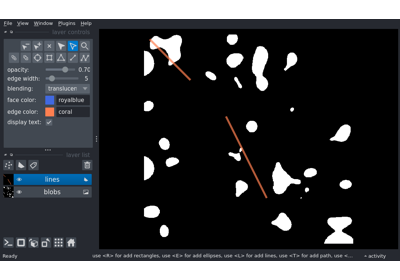 File View Window Plugins Help
layer controls
opacity: 0.70
edge width: 5
blending: translucen
face color: royalblue
edge color: coral
display text:
layer list
lines
blobs
Ready use <R> for add rectangles, use <E> for add ellipses, use <L> for add lines, use <T> for add path, use <... activity